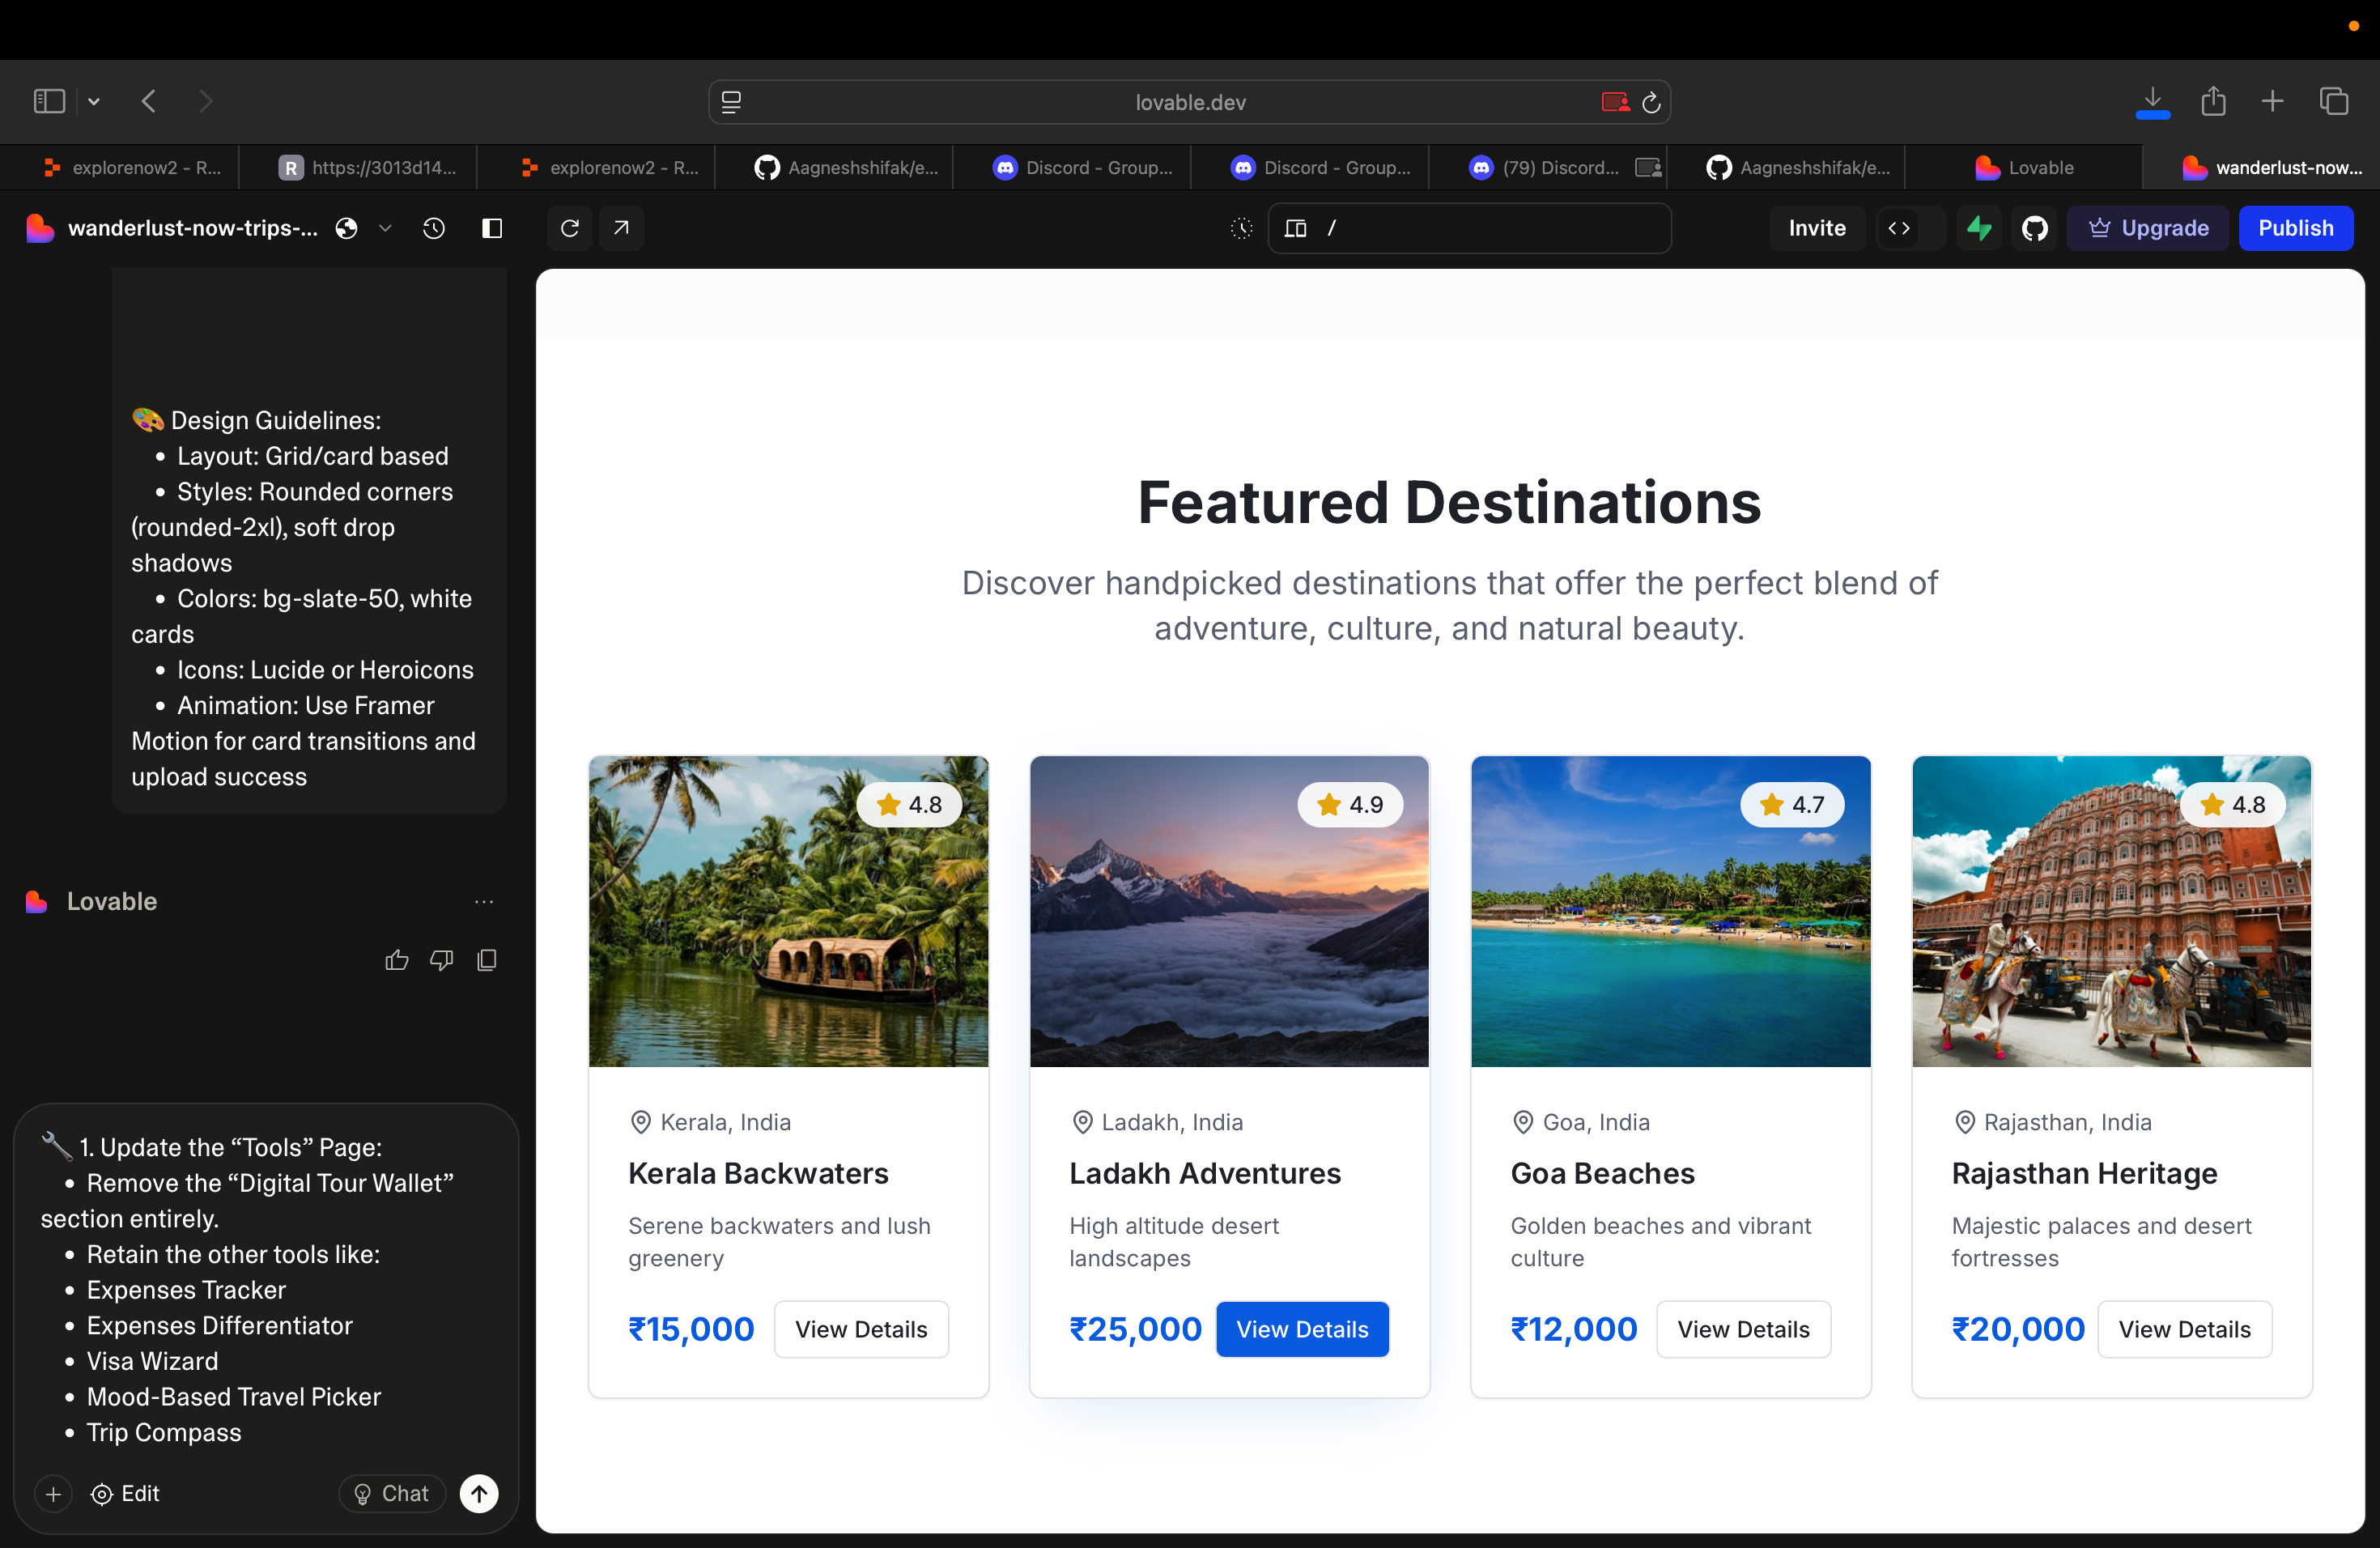 lovable.dev
explorenow2 - R...
R
https://3013d14...
explorenow2 - R...
Aagneshshifak/e...
Discord - Group...
Discord - Group...
(79) Discord...
Aagneshshifak/e...
Lovable
wanderlust-now...
wanderlust-now-trips-...
/
Invite
Upgrade
Publish
🎨 Design Guidelines:
• Layout: Grid/card based
• Styles: Rounded corners
(rounded-2xl), soft drop
shadows
• Colors: bg-slate-50, white
cards
• Icons: Lucide or Heroicons
• Animation: Use Framer
Motion for card transitions and
upload success
Lovable
🔧 1. Update the “Tools” Page:
• Remove the “Digital Tour Wallet”
section entirely.
• Retain the other tools like:
• Expenses Tracker
• Expenses Differentiator
• Visa Wizard
• Mood-Based Travel Picker
• Trip Compass
Edit
Chat
Featured Destinations
Discover handpicked destinations that offer the perfect blend of
adventure, culture, and natural beauty.
4.8
Kerala, India
Kerala Backwaters
Serene backwaters and lush
greenery
₹15,000
View Details
4.9
Ladakh, India
Ladakh Adventures
High altitude desert
landscapes
₹25,000
View Details
4.7
Goa, India
Goa Beaches
Golden beaches and vibrant
culture
₹12,000
View Details
4.8
Rajasthan, India
Rajasthan Heritage
Majestic palaces and desert
fortresses
₹20,000
View Details